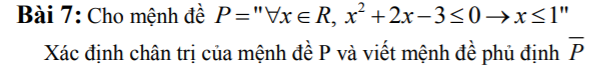 Bài 7: Cho mệnh đề P = "∀x ∈ R, x² + 2x − 3 ≤ 0 → x ≤ 1"
Xác định chân trị của mệnh đề P và viết mệnh đề phủ định P̅